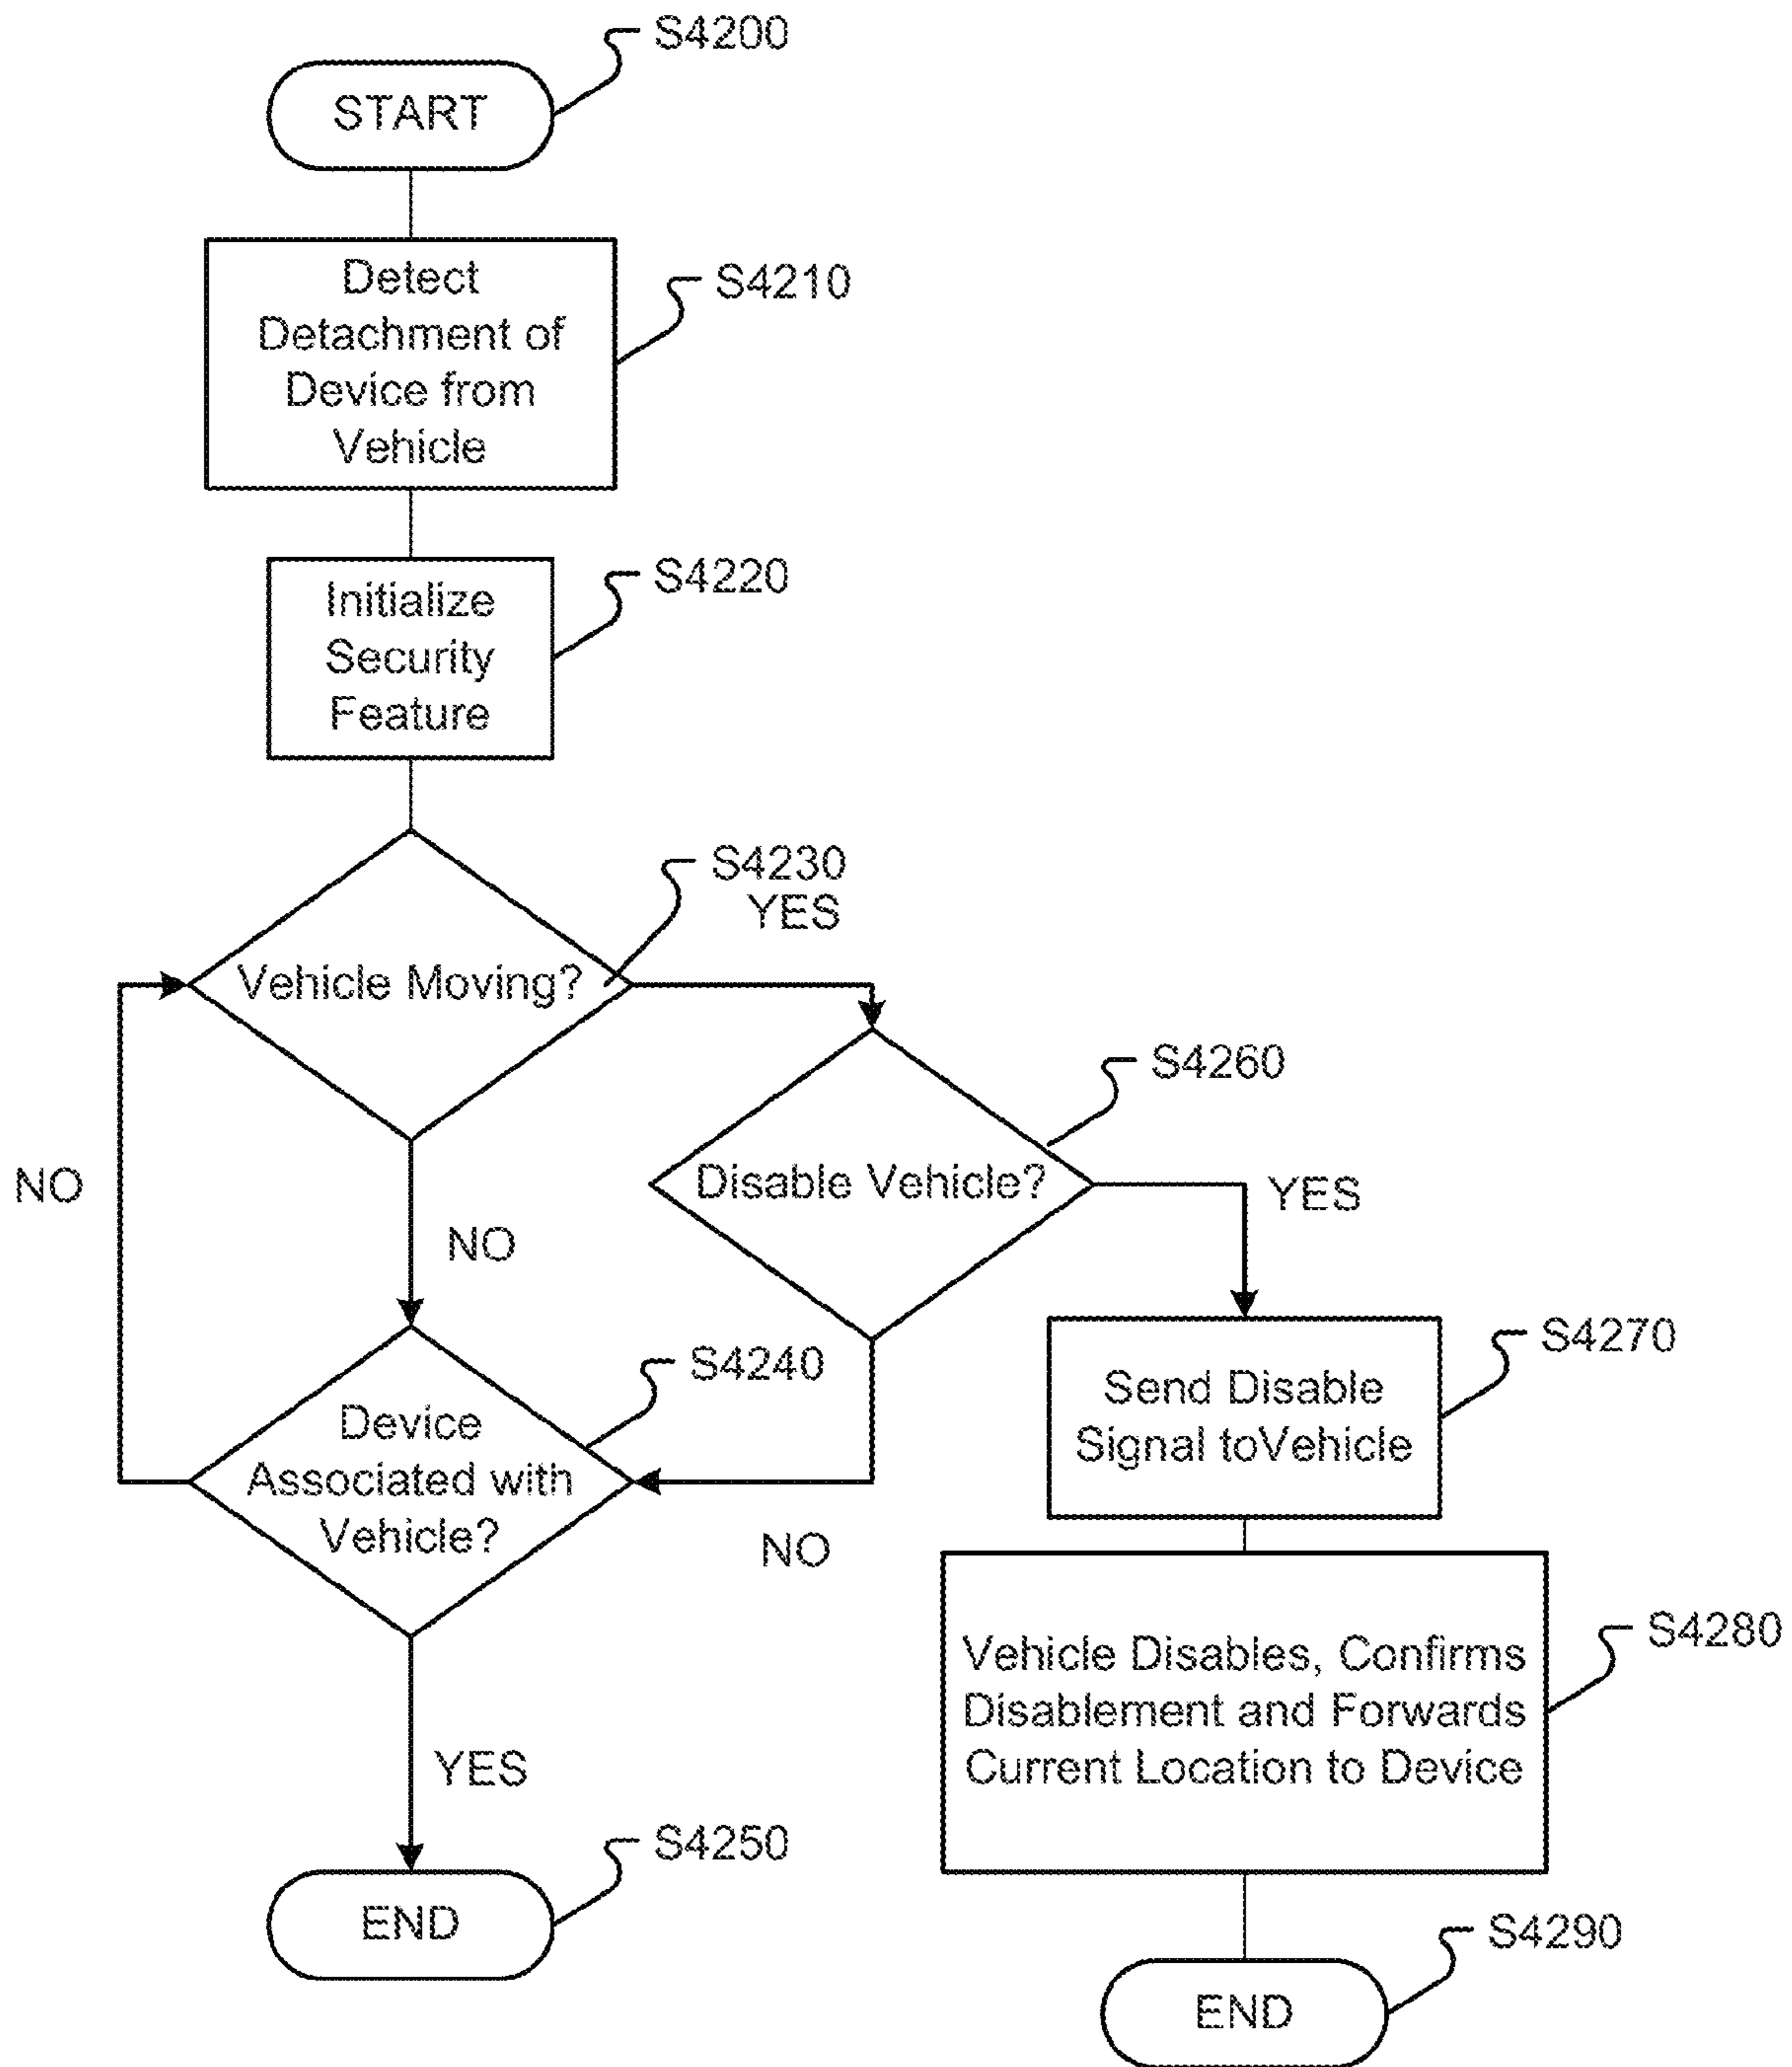 S4200
START
Detect
Detachment of
Device from
Vehicle
S4210
Initialize
Security
Feature
S4220
S4230
YES
Vehicle Moving?
S4260
Disable Vehicle?
YES
NO
NO
S4240
Device
Associated with
Vehicle?
NO
S4270
Send Disable
Signal toVehicle
S4280
Vehicle Disables, Confirms
Disablement and Forwards
Current Location to Device
YES
S4250
END
S4290
END